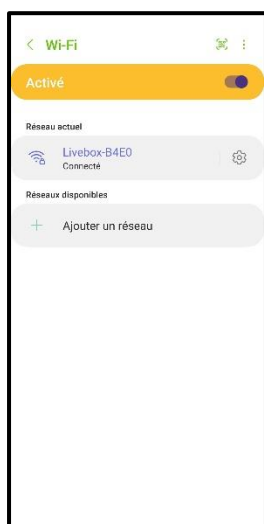 Wi-Fi
Activé
Réseau actuel
Livebox-B4E0
Connecté
Réseaux disponibles
Ajouter un réseau